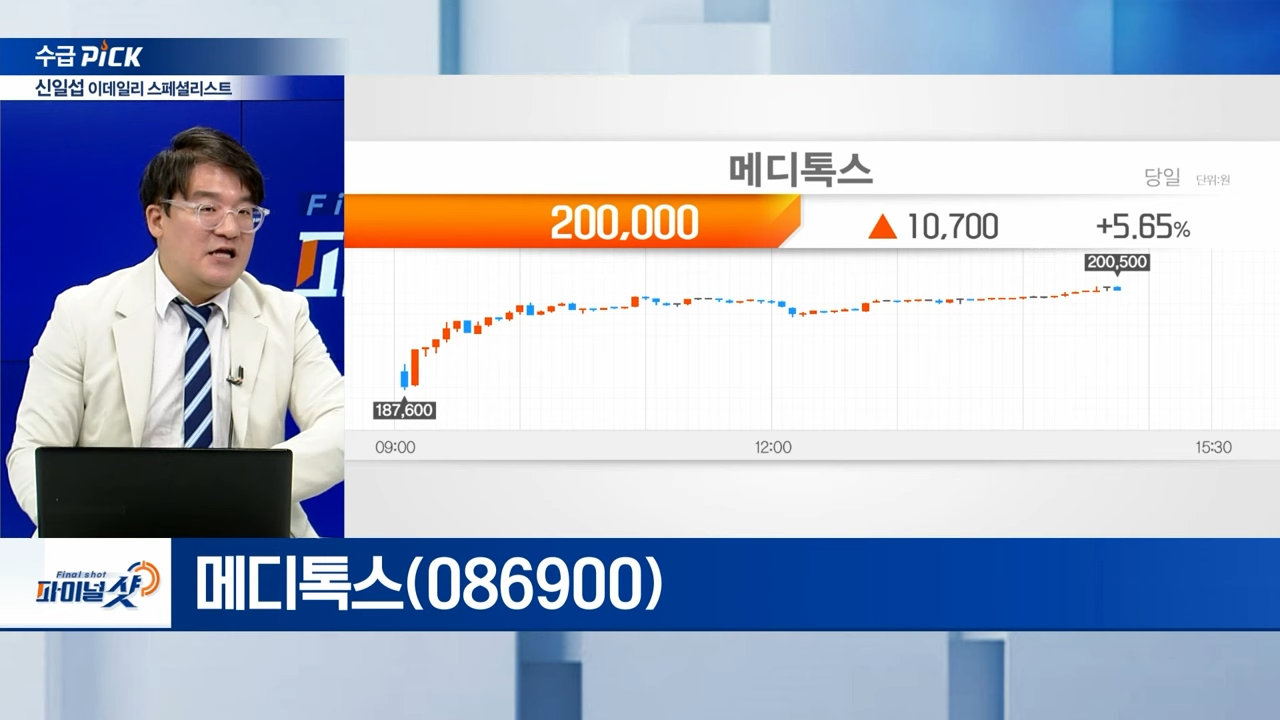 수급 PiCK
신일섭 이데일리 스페셜리스트
Fi
메디톡스
당일 단위:원
200,000 ▲ 10,700 +5.65%
200,500
187,600
09:00 12:00 15:30
Final shot
파이널샷
메디톡스(086900)